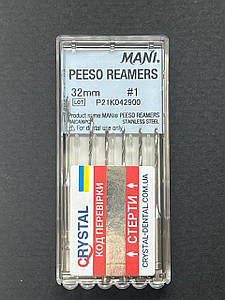 MANI.
PEESO REAMERS
32mm #1
LOT P21K042900
Product name MANI® PEESO REAMERS
STAINLESS STEEL
For dental use only
CRYSTAL
КОД ПЕРЕВІРКИ
СТЕРТИ
CRYSTAL-DENTAL.COM.UA